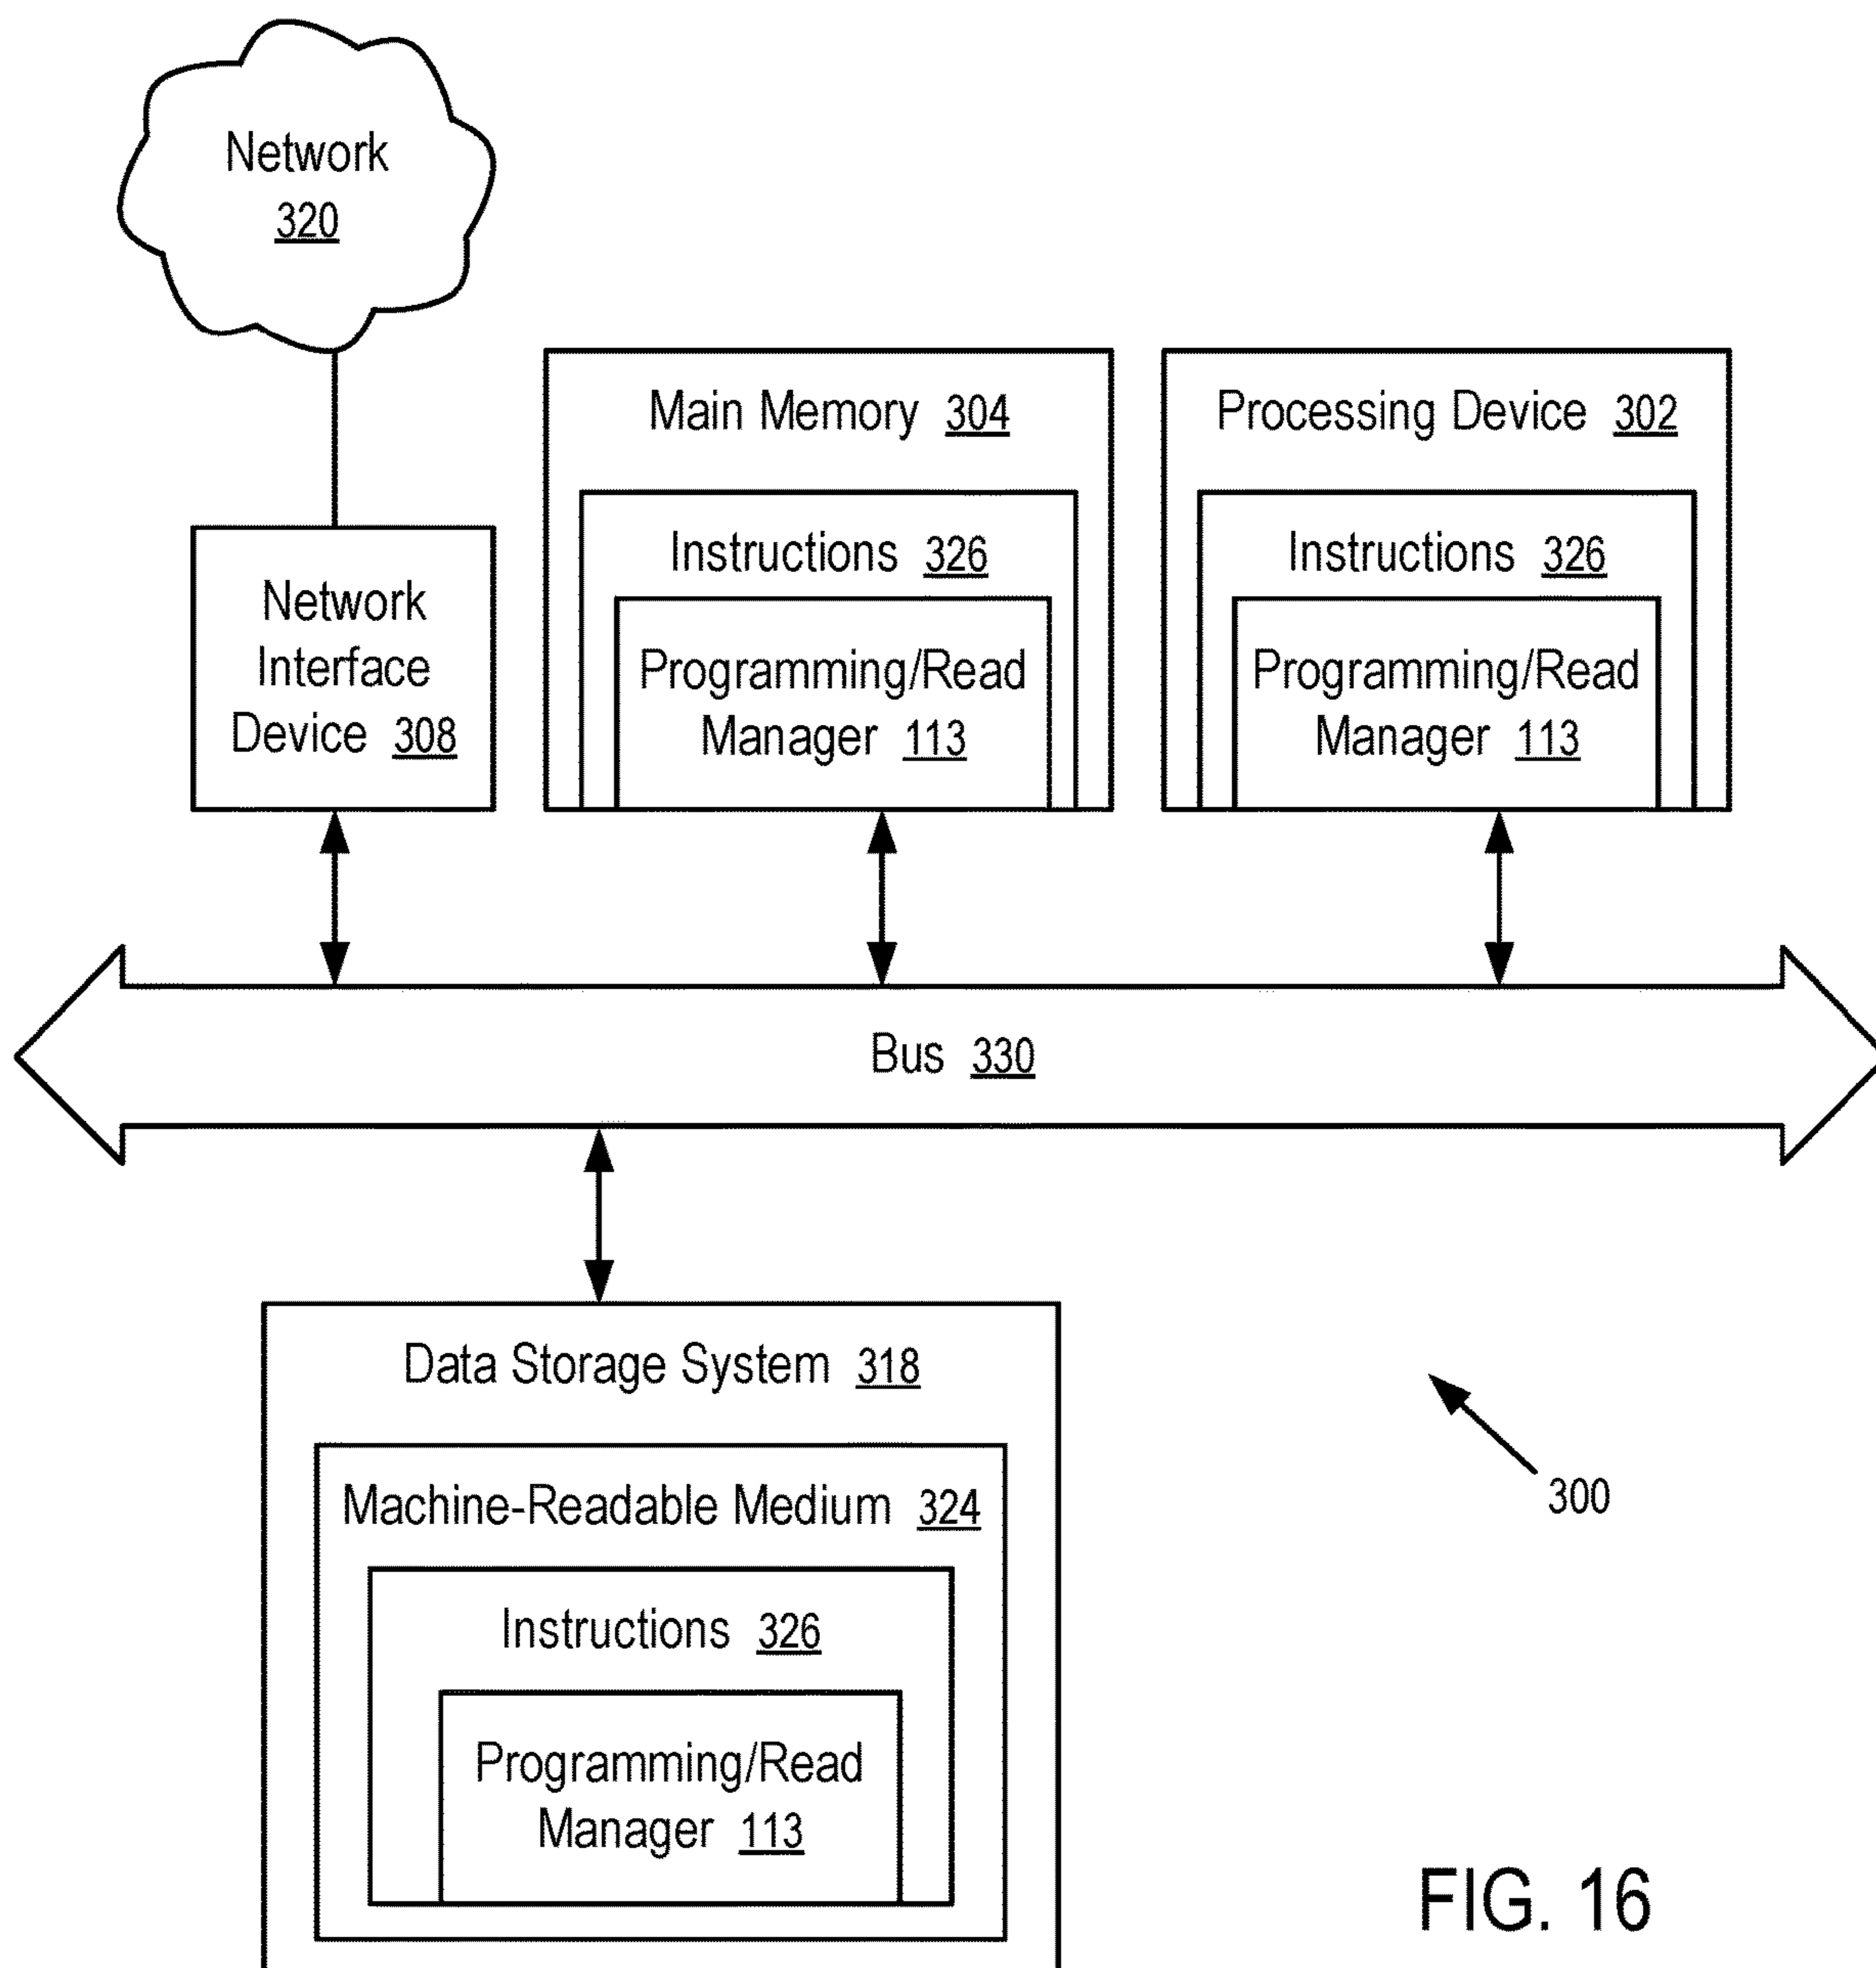 Network
320
Main Memory 304
Processing Device 302
Instructions 326
Instructions 326
Network
Interface
Device 308
Programming/Read
Manager 113
Programming/Read
Manager 113
Bus 330
Data Storage System 318
Machine-Readable Medium 324
Instructions 326
Programming/Read
Manager 113
300
FIG. 16